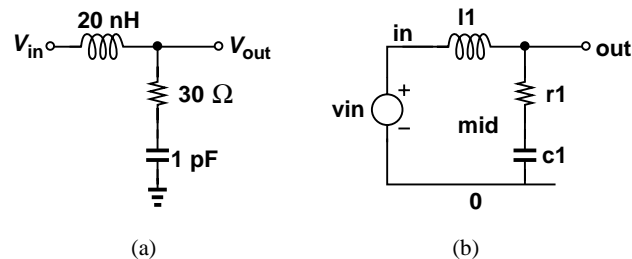 20 nH
Vin
Vout
30 Ω
1 pF
(a)
in
l1
out
vin
+
−
r1
mid
c1
0
(b)